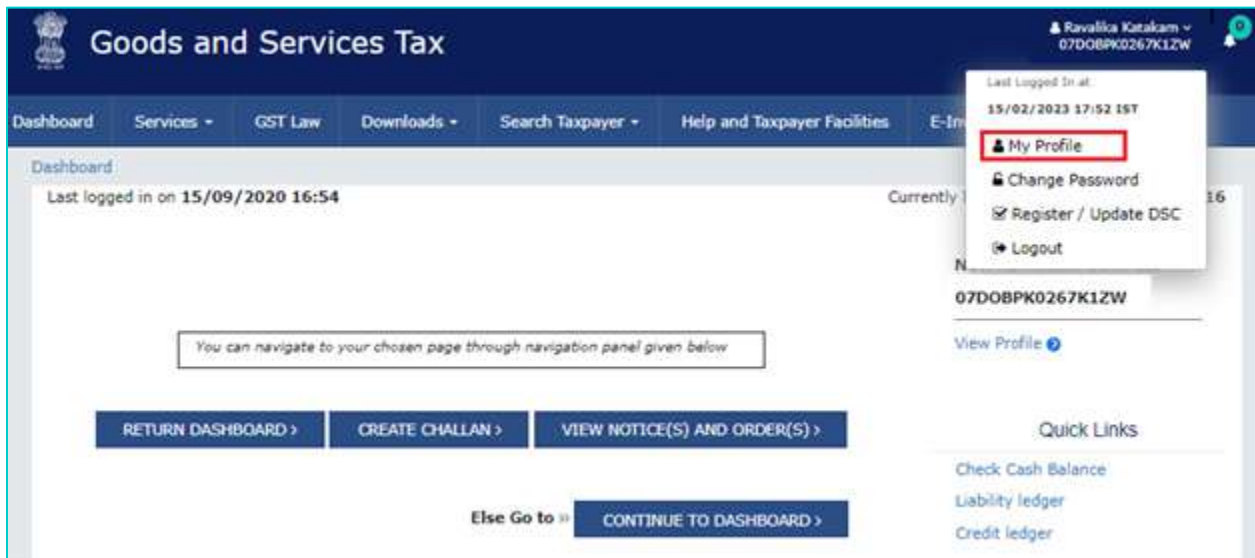 Goods and Services Tax
Ravalika Katakam
07DOBPK0267K1ZW
0
Last Logged In at
15/02/2023 17:52 IST
My Profile
Change Password
Register / Update DSC
Logout
Dashboard Services GST Law Downloads Search Taxpayer Help and Taxpayer Facilities
Dashboard
Last logged in on 15/09/2020 16:54
Currently
16
07DOBPK0267K1ZW
You can navigate to your chosen page through navigation panel given below
View Profile
RETURN DASHBOARD > CREATE CHALLAN > VIEW NOTICE(S) AND ORDER(S) >
Quick Links
Check Cash Balance
Liability ledger
Credit ledger
Else Go to » CONTINUE TO DASHBOARD >